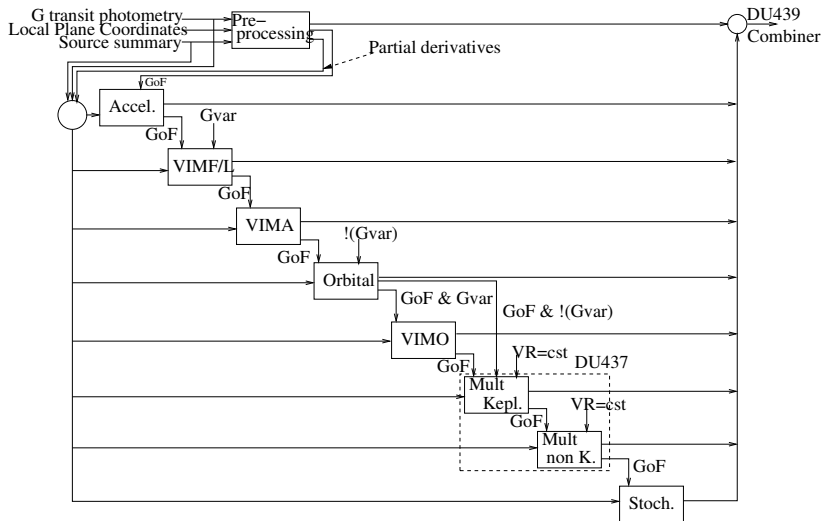 G transit photometry
Local Plane Coordinates
Source summary
Pre-
processing
DU439
Combiner
Partial derivatives
GoF
Accel.
GoF
Gvar
VIMF/L
GoF
VIMA
!(Gvar)
GoF
Orbital
GoF & Gvar
GoF & !(Gvar)
VIMO
VR=cst
GoF
DU437
Mult
Kepl.
VR=cst
GoF
Mult
non K.
GoF
Stoch.